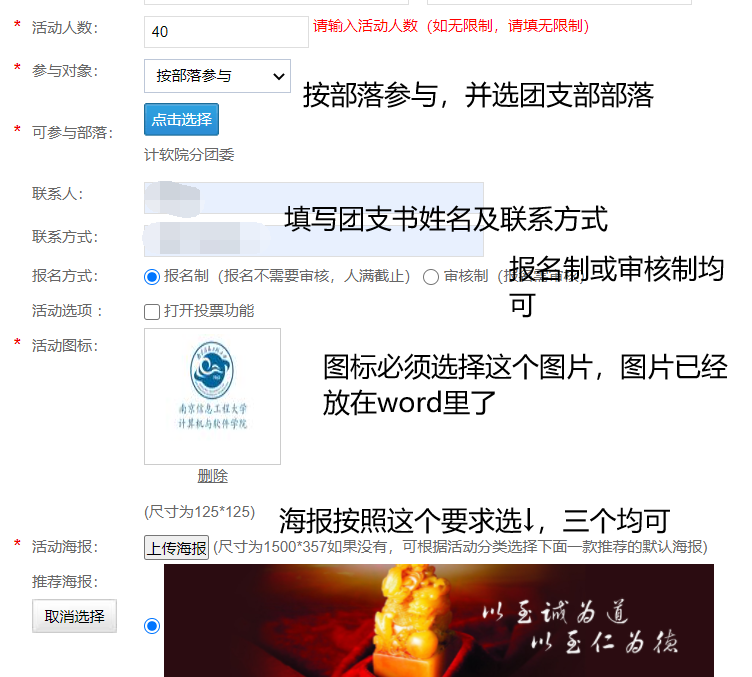 * 活动人数： 40 请输入活动人数（如无限制，请填无限制）
* 参与对象： 按部落参与
按部落参与，并选团支部部落
* 可参与部落： 点击选择
计软院分团委
联系人：
填写团支书姓名及联系方式
联系方式：
报名方式： 报名制（报名不需要审核，人满截止） 审核制（报名需审核）
报名制或审核制均
可
活动选项： 打开投票功能
* 活动图标：
南京信息工程大学
计算机与软件学院
图标必须选择这个图片，图片已经
放在word里了
删除
(尺寸为125*125)
海报按照这个要求选↓，三个均可
* 活动海报： 上传海报 (尺寸为1500*357如果没有，可根据活动分类选择下面一款推荐的默认海报)
推荐海报：
取消选择
以至诚为道
以至仁为德